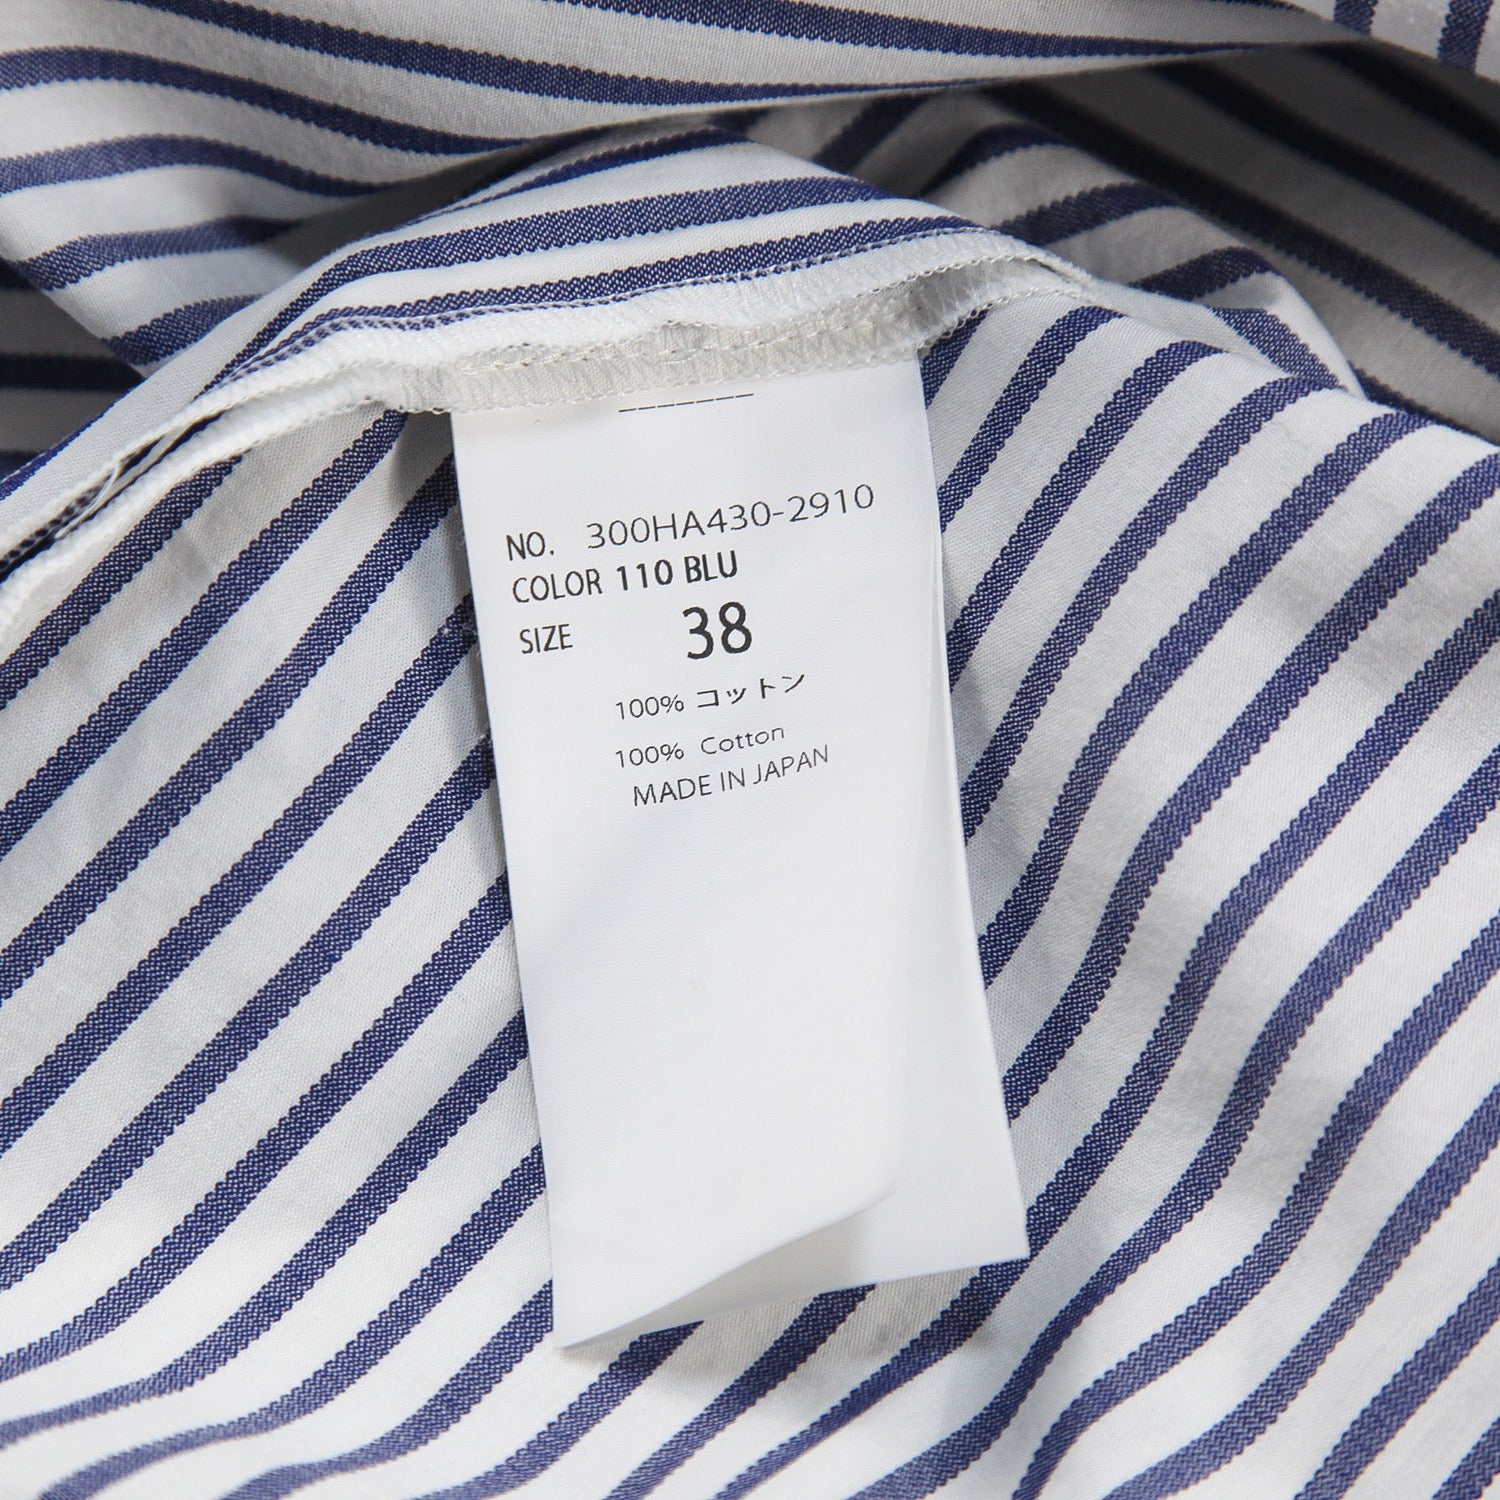 NO. 300HA430-2910
COLOR 110 BLU
SIZE 38
100% コットン
100% Cotton
MADE IN JAPAN